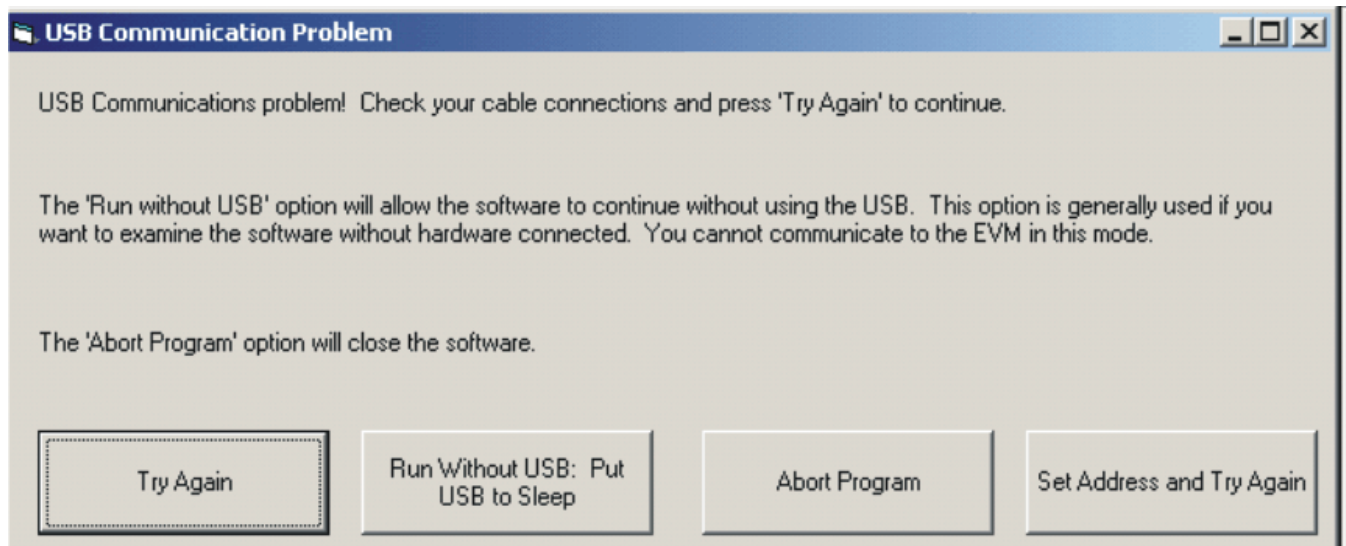 USB Communication Problem
USB Communications problem!  Check your cable connections and press 'Try Again' to continue.
The 'Run without USB' option will allow the software to continue without using the USB.  This option is generally used if you
want to examine the software without hardware connected.  You cannot communicate to the EVM in this mode.
The 'Abort Program' option will close the software.
Try Again
Run Without USB:  Put
USB to Sleep
Abort Program
Set Address and Try Again